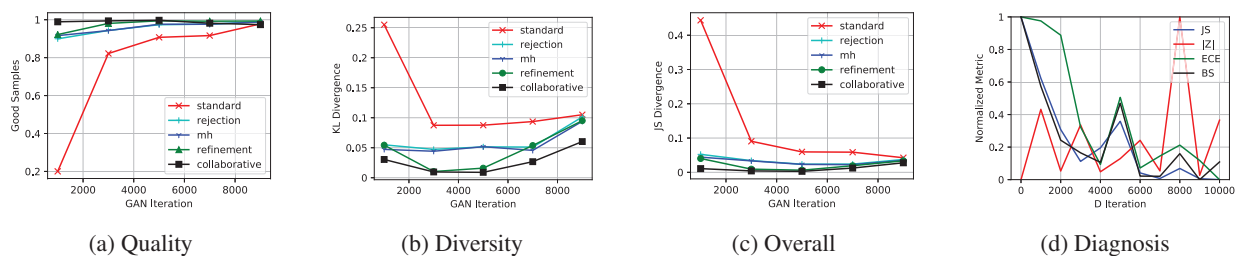 Good Samples
1
0.8
0.6
0.4
0.2
2000 4000 6000 8000
GAN Iteration
standard
rejection
mh
refinement
collaborative
(a) Quality
KL Divergence
0.25
0.20
0.15
0.10
0.05
0
2000 4000 6000 8000
GAN Iteration
standard
rejection
mh
refinement
collaborative
(b) Diversity
JS Divergence
0.4
0.3
0.2
0.1
0
2000 4000 6000 8000
GAN Iteration
standard
rejection
mh
refinement
collaborative
(c) Overall
Normalized Metric
1
0.8
0.6
0.4
0.2
0
0 2000 4000 6000 8000 10000
D Iteration
JS
|Z|
ECE
BS
(d) Diagnosis